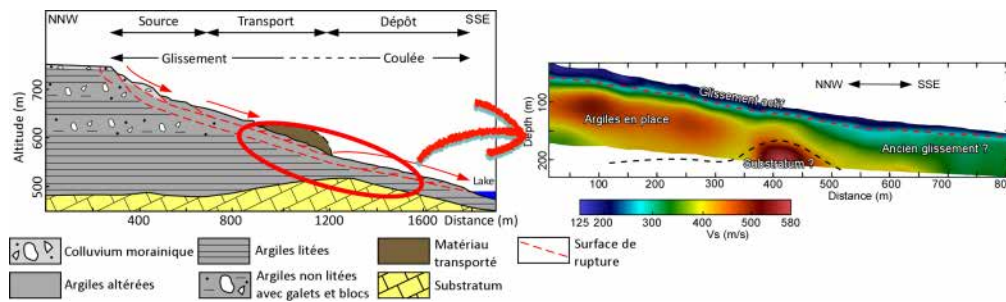 NNW Source Transport Dépôt SSE
Glissement Coulée
Altitude (m)
700
600
500
Lake
400 800 1200 1600 Distance (m)
NNW SSE
Depth (m)
100
200
Glissement actif
Argiles en place
Ancien glissement ?
substratum ?
100 200 300 400 500 600 700 800
Distance (m)
125 200 300 400 500 580
Vs (m/s)
Colluvium morainique
Argiles litées
Matériau transporté
Surface de rupture
Argiles altérées
Argiles non litées avec galets et blocs
Substratum